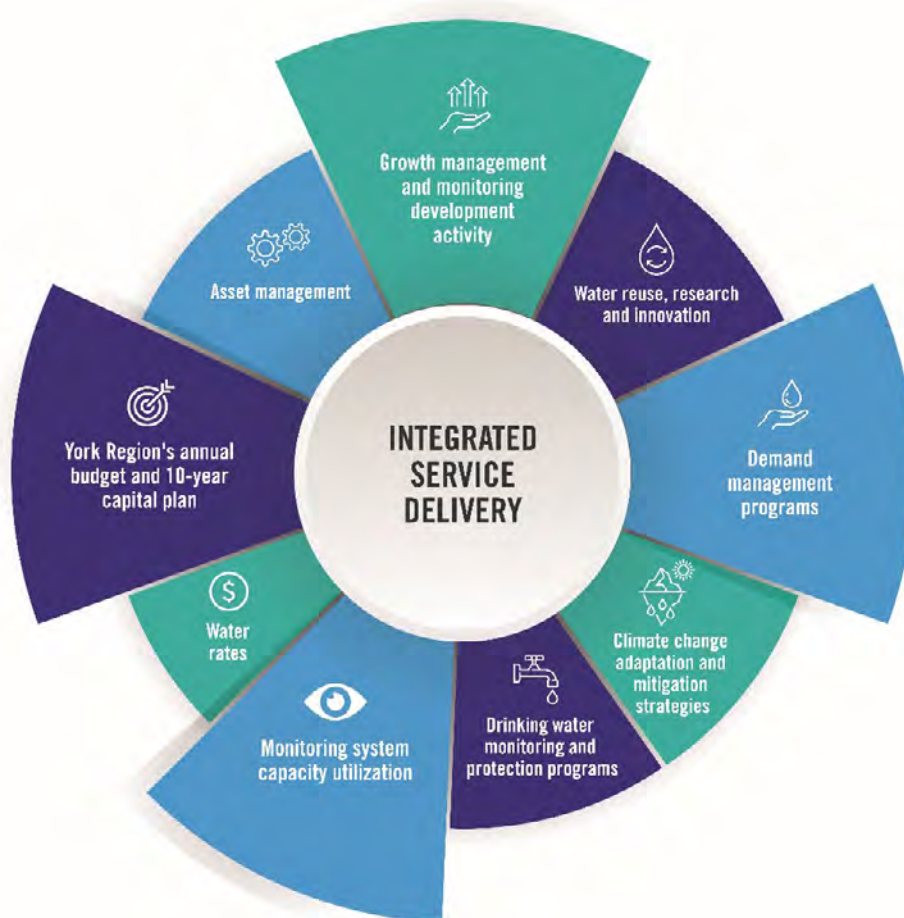 Growth management
and monitoring
development
activity
Asset management
Water reuse, research
and innovation
York Region's annual
budget and 10-year
capital plan
INTEGRATED
SERVICE
DELIVERY
Demand
management
programs
$
Water
rates
Climate change
adaptation and
mitigation
strategies
Monitoring system
capacity utilization
Drinking water
monitoring and
protection programs